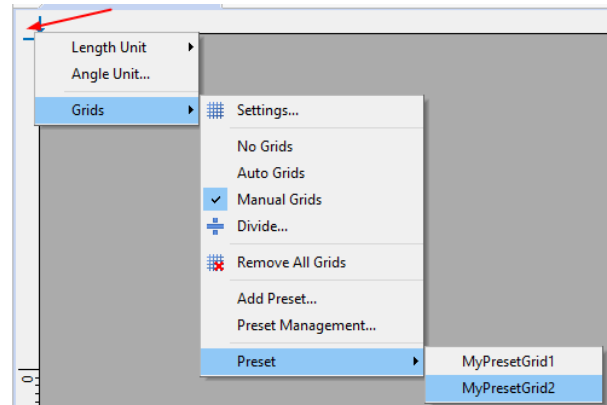 Length Unit
Angle Unit...
Grids
Settings...
No Grids
Auto Grids
Manual Grids
Divide...
Remove All Grids
Add Preset...
Preset Management...
Preset
MyPresetGrid1
MyPresetGrid2
0